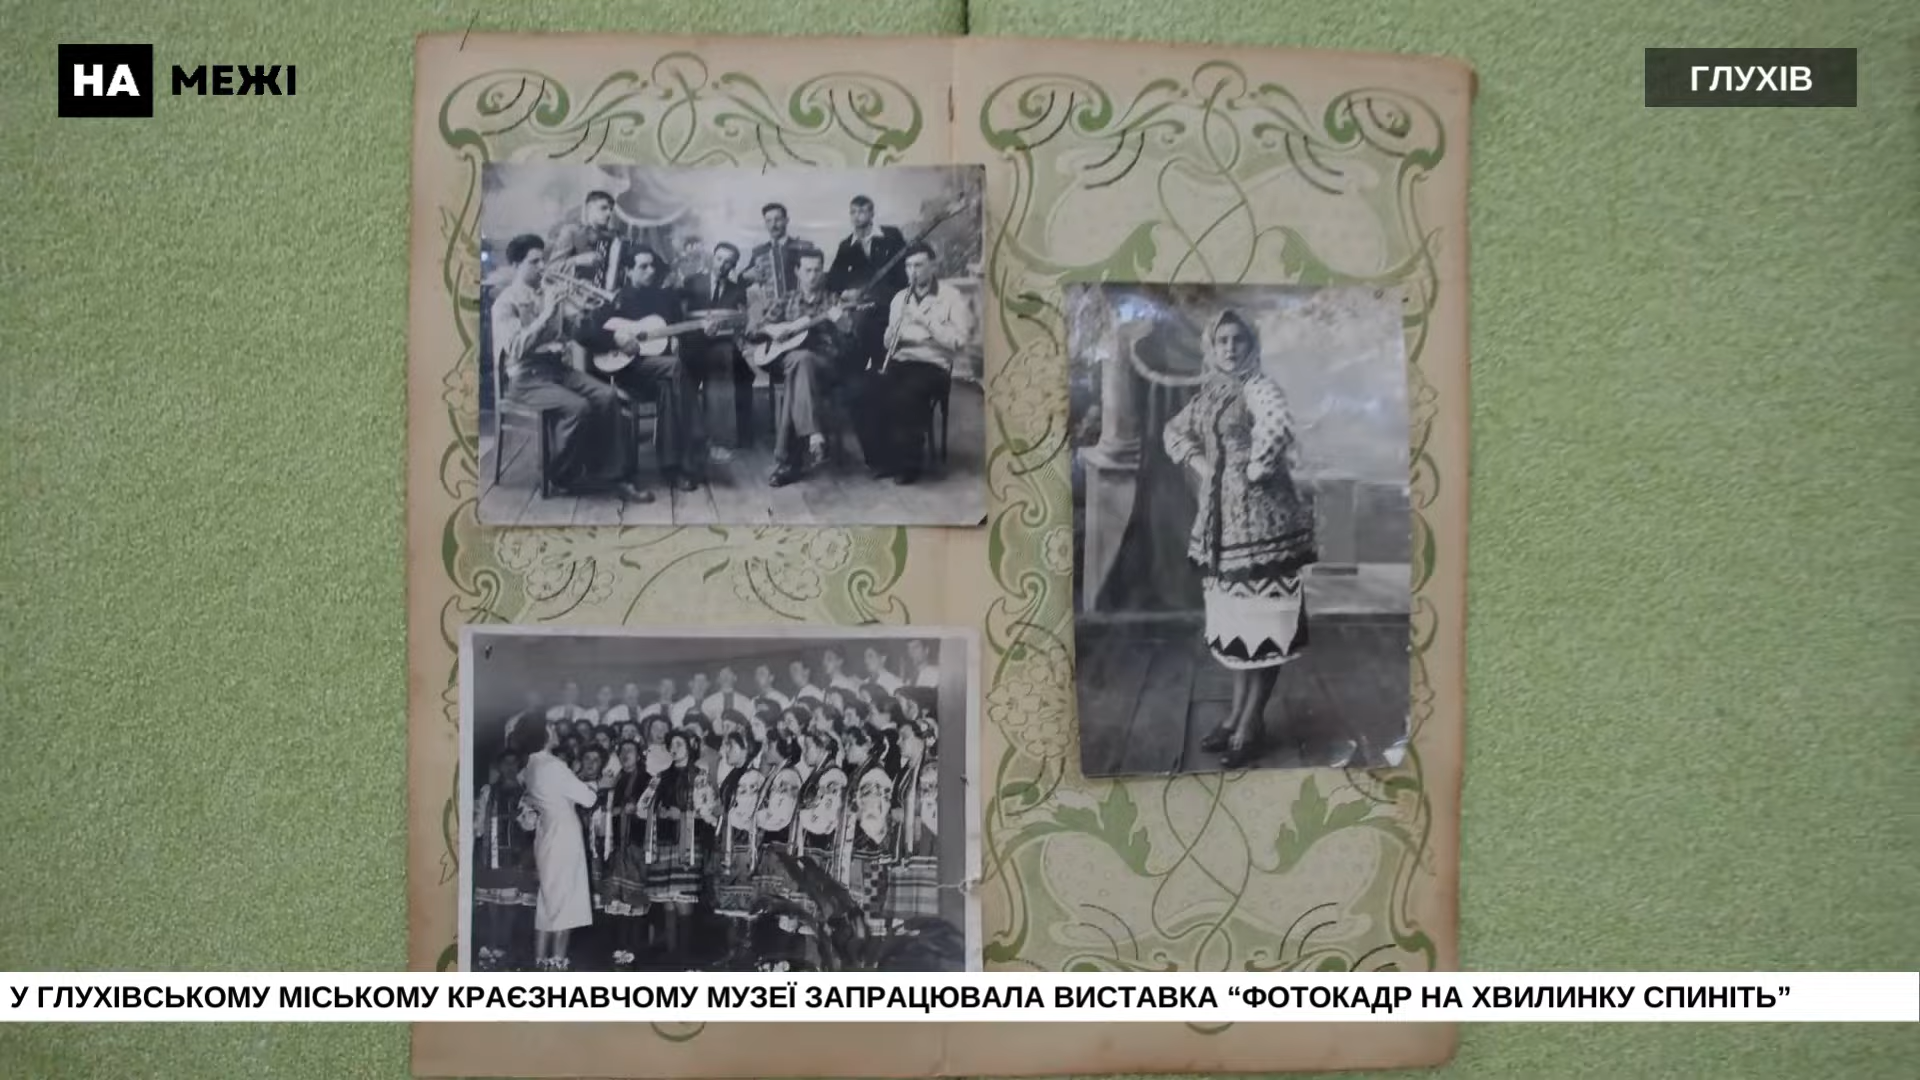 НА МЕЖІ
ГЛУХІВ
У ГЛУХІВСЬКОМУ МІСЬКОМУ КРАЄЗНАВЧОМУ МУЗЕЇ ЗАПРАЦЮВАЛА ВИСТАВКА “ФОТОКАДР НА ХВИЛИНКУ СПИНІТЬ”